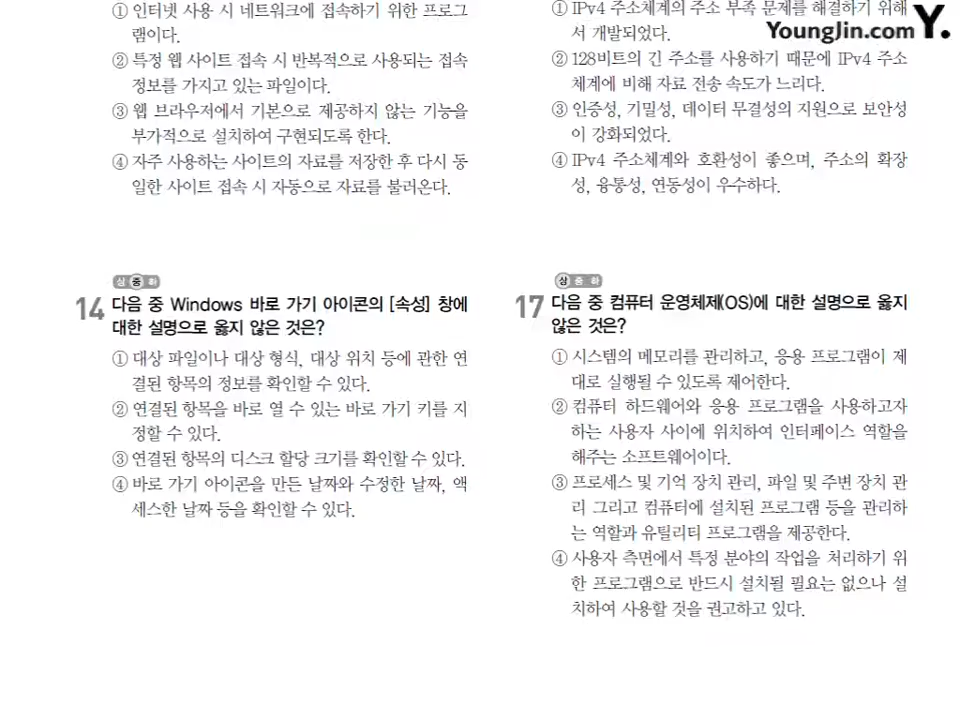 ① 인터넷 사용 시 네트워크에 접속하기 위한 프로그
램이다.
② 특정 웹 사이트 접속 시 반복적으로 사용되는 접속
정보를 가지고 있는 파일이다.
③ 웹 브라우저에서 기본으로 제공하지 않는 기능을
부가적으로 설치하여 구현되도록 한다.
④ 자주 사용하는 사이트의 자료를 저장한 후 다시 동
일한 사이트 접속 시 자동으로 자료를 불러온다.
상 중 하
14 다음 중 Windows 바로 가기 아이콘의 [속성] 창에
대한 설명으로 옳지 않은 것은?
① 대상 파일이나 대상 형식, 대상 위치 등에 관한 연
결된 항목의 정보를 확인할 수 있다.
② 연결된 항목을 바로 열 수 있는 바로 가기 키를 지
정할 수 있다.
③ 연결된 항목의 디스크 할당 크기를 확인할 수 있다.
④ 바로 가기 아이콘을 만든 날짜와 수정한 날짜, 액
세스한 날짜 등을 확인할 수 있다.
① IPv4 주소체계의 주소 부족 문제를 해결하기 위해
서 개발되었다.
YoungJin.com Y.
② 128비트의 긴 주소를 사용하기 때문에 IPv4 주소
체계에 비해 자료 전송 속도가 느리다.
③ 인증성, 기밀성, 데이터 무결성의 지원으로 보안성
이 강화되었다.
④ IPv4 주소체계와 호환성이 좋으며, 주소의 확장
성, 융통성, 연동성이 우수하다.
상 중 하
17 다음 중 컴퓨터 운영체제(OS)에 대한 설명으로 옳지
않은 것은?
① 시스템의 메모리를 관리하고, 응용 프로그램이 제
대로 실행될 수 있도록 제어한다.
② 컴퓨터 하드웨어와 응용 프로그램을 사용하고자
하는 사용자 사이에 위치하여 인터페이스 역할을
해주는 소프트웨어이다.
③ 프로세스 및 기억 장치 관리, 파일 및 주변 장치 관
리 그리고 컴퓨터에 설치된 프로그램 등을 관리하
는 역할과 유틸리티 프로그램을 제공한다.
④ 사용자 측면에서 특정 분야의 작업을 처리하기 위
한 프로그램으로 반드시 설치될 필요는 없으나 설
치하여 사용할 것을 권고하고 있다.